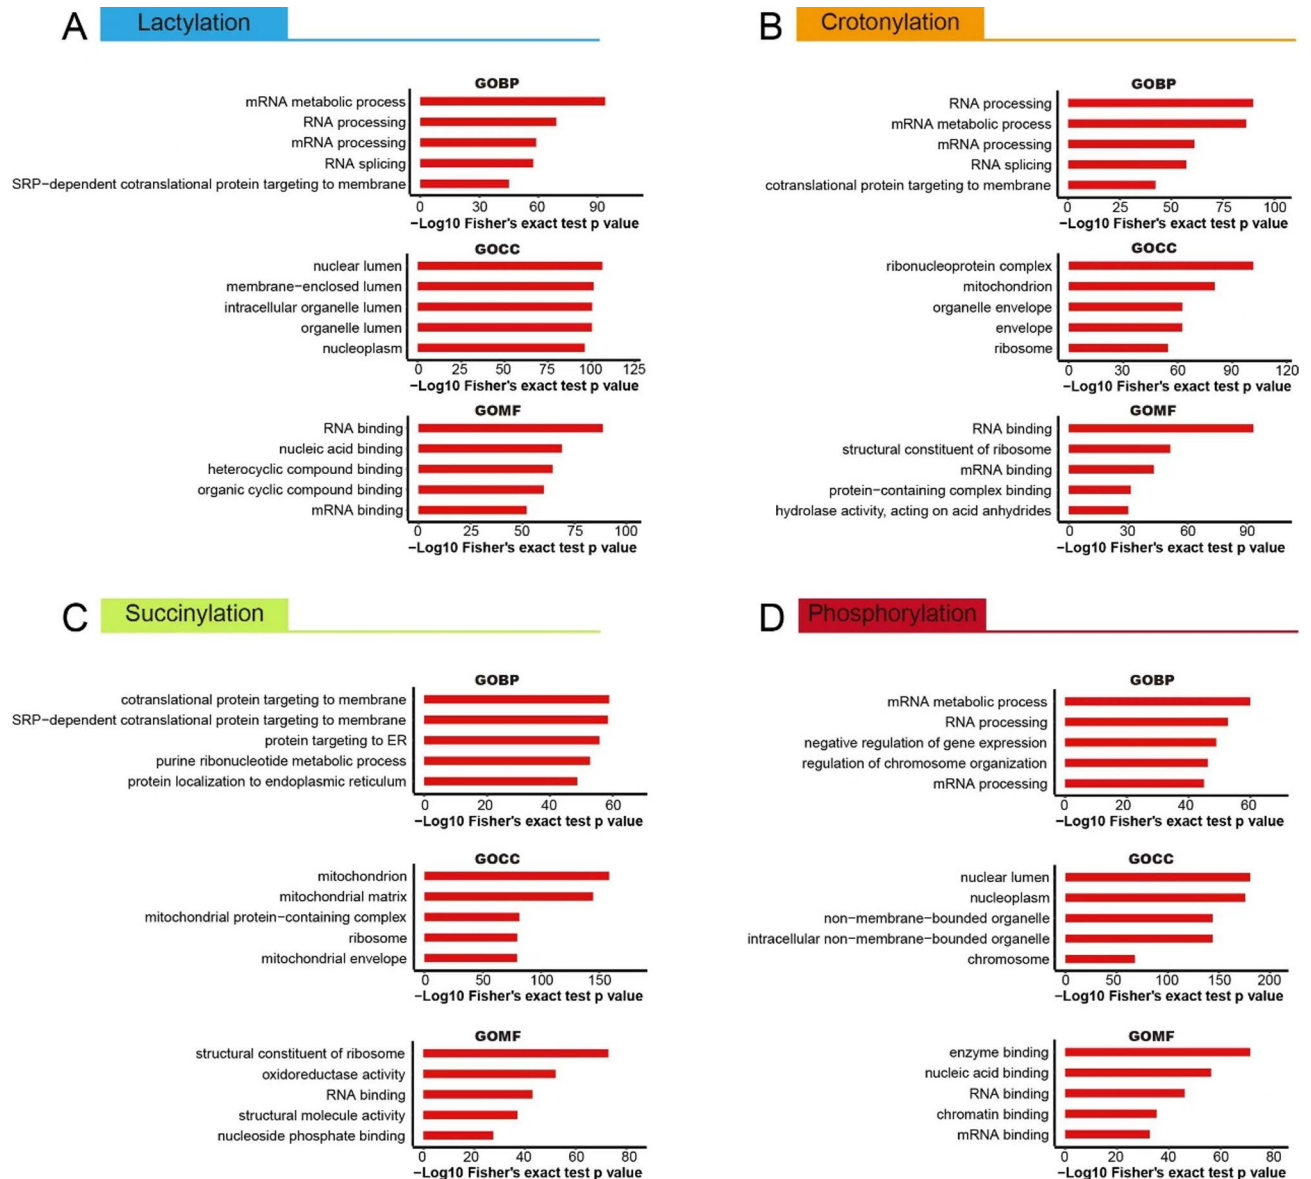 A Lactylation
GOBP
mRNA metabolic process
RNA processing
mRNA processing
RNA splicing
SRP−dependent cotranslational protein targeting to membrane
0 30 60 90
−Log10 Fisher's exact test p value
GOCC
nuclear lumen
membrane−enclosed lumen
intracellular organelle lumen
organelle lumen
nucleoplasm
0 25 50 75 100 125
−Log10 Fisher's exact test p value
GOMF
RNA binding
nucleic acid binding
heterocyclic compound binding
organic cyclic compound binding
mRNA binding
0 25 50 75 100
−Log10 Fisher's exact test p value
B Crotonylation
GOBP
RNA processing
mRNA metabolic process
mRNA processing
RNA splicing
cotranslational protein targeting to membrane
0 25 50 75 100
−Log10 Fisher's exact test p value
GOCC
ribonucleoprotein complex
mitochondrion
organelle envelope
envelope
ribosome
0 30 60 90 120
−Log10 Fisher's exact test p value
GOMF
RNA binding
structural constituent of ribosome
mRNA binding
protein−containing complex binding
hydrolase activity, acting on acid anhydrides
0 30 60 90
−Log10 Fisher's exact test p value
C Succinylation
GOBP
cotranslational protein targeting to membrane
SRP−dependent cotranslational protein targeting to membrane
protein targeting to ER
purine ribonucleotide metabolic process
protein localization to endoplasmic reticulum
0 20 40 60
−Log10 Fisher's exact test p value
GOCC
mitochondrion
mitochondrial matrix
mitochondrial protein−containing complex
ribosome
mitochondrial envelope
0 50 100 150
−Log10 Fisher's exact test p value
GOMF
structural constituent of ribosome
oxidoreductase activity
RNA binding
structural molecule activity
nucleoside phosphate binding
0 20 40 60 80
−Log10 Fisher's exact test p value
D Phosphorylation
GOBP
mRNA metabolic process
RNA processing
negative regulation of gene expression
regulation of chromosome organization
mRNA processing
0 20 40 60
−Log10 Fisher's exact test p value
GOCC
nuclear lumen
nucleoplasm
non−membrane−bounded organelle
intracellular non−membrane−bounded organelle
chromosome
0 50 100 150 200
−Log10 Fisher's exact test p value
GOMF
enzyme binding
nucleic acid binding
RNA binding
chromatin binding
mRNA binding
0 20 40 60 80
−Log10 Fisher's exact test p value